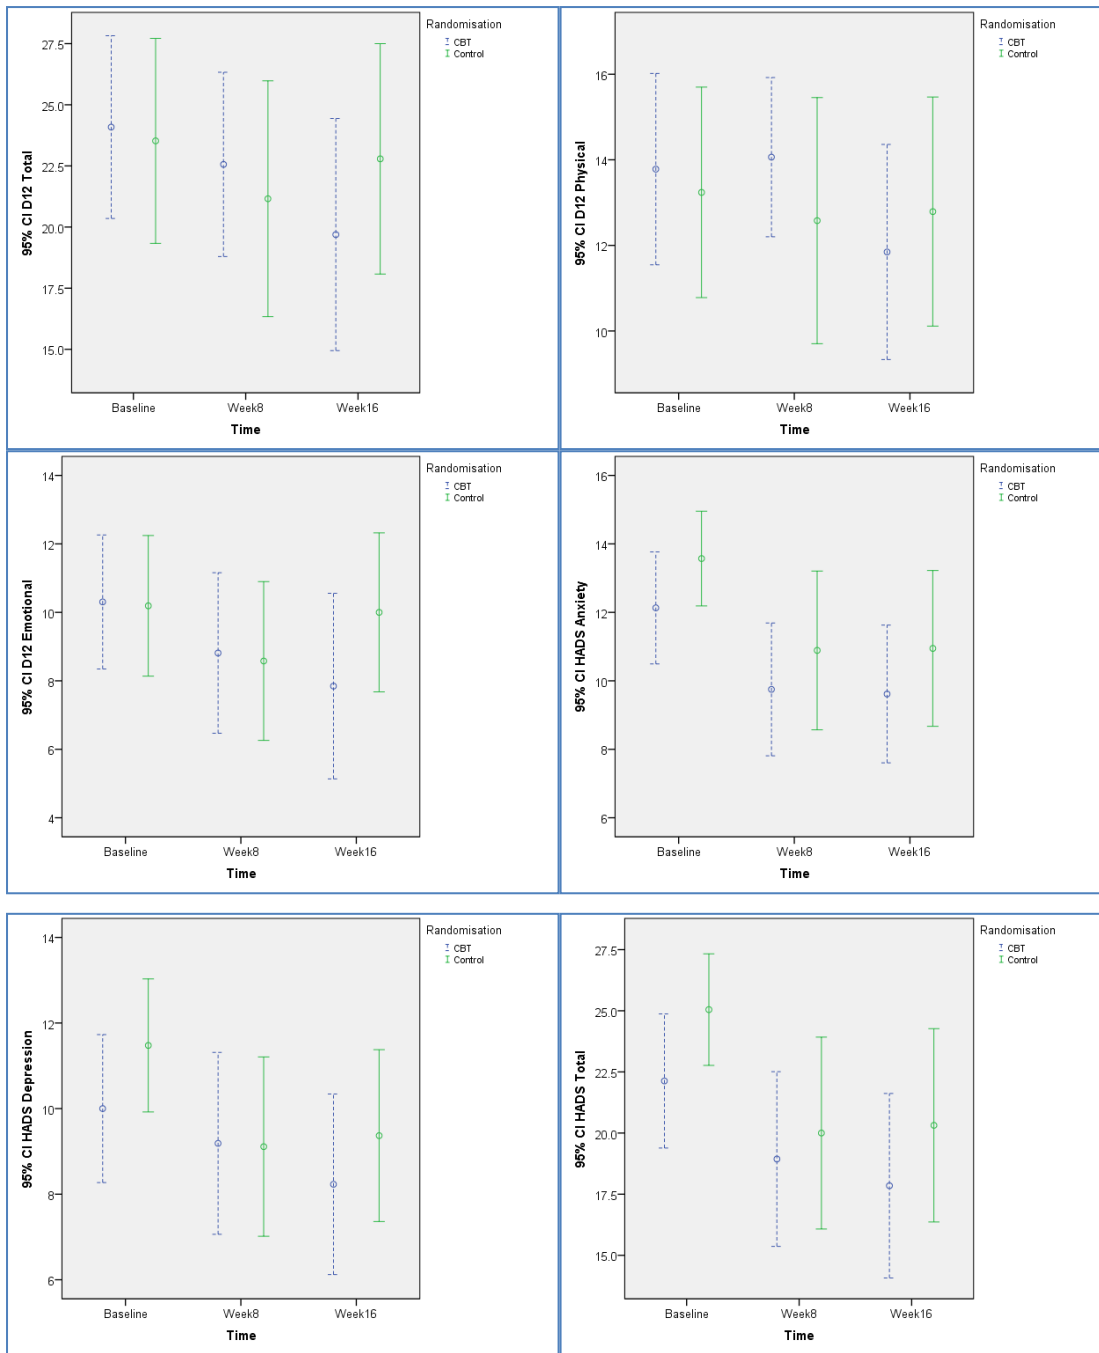 Randomisation
CBT
Control
95% CI D12 Total
27.5
25.0
22.5
20.0
17.5
15.0
Baseline Week8 Week16
Time
Randomisation
CBT
Control
95% CI D12 Physical
16
14
12
10
Baseline Week8 Week16
Time
Randomisation
CBT
Control
95% CI D12 Emotional
14
12
10
8
6
4
Baseline Week8 Week16
Time
Randomisation
CBT
Control
95% CI HADS Anxiety
16
14
12
10
8
6
Baseline Week8 Week16
Time
Randomisation
CBT
Control
95% CI HADS Depression
14
12
10
8
6
Baseline Week8 Week16
Time
Randomisation
CBT
Control
95% CI HADS Total
27.5
25.0
22.5
20.0
17.5
15.0
Baseline Week8 Week16
Time